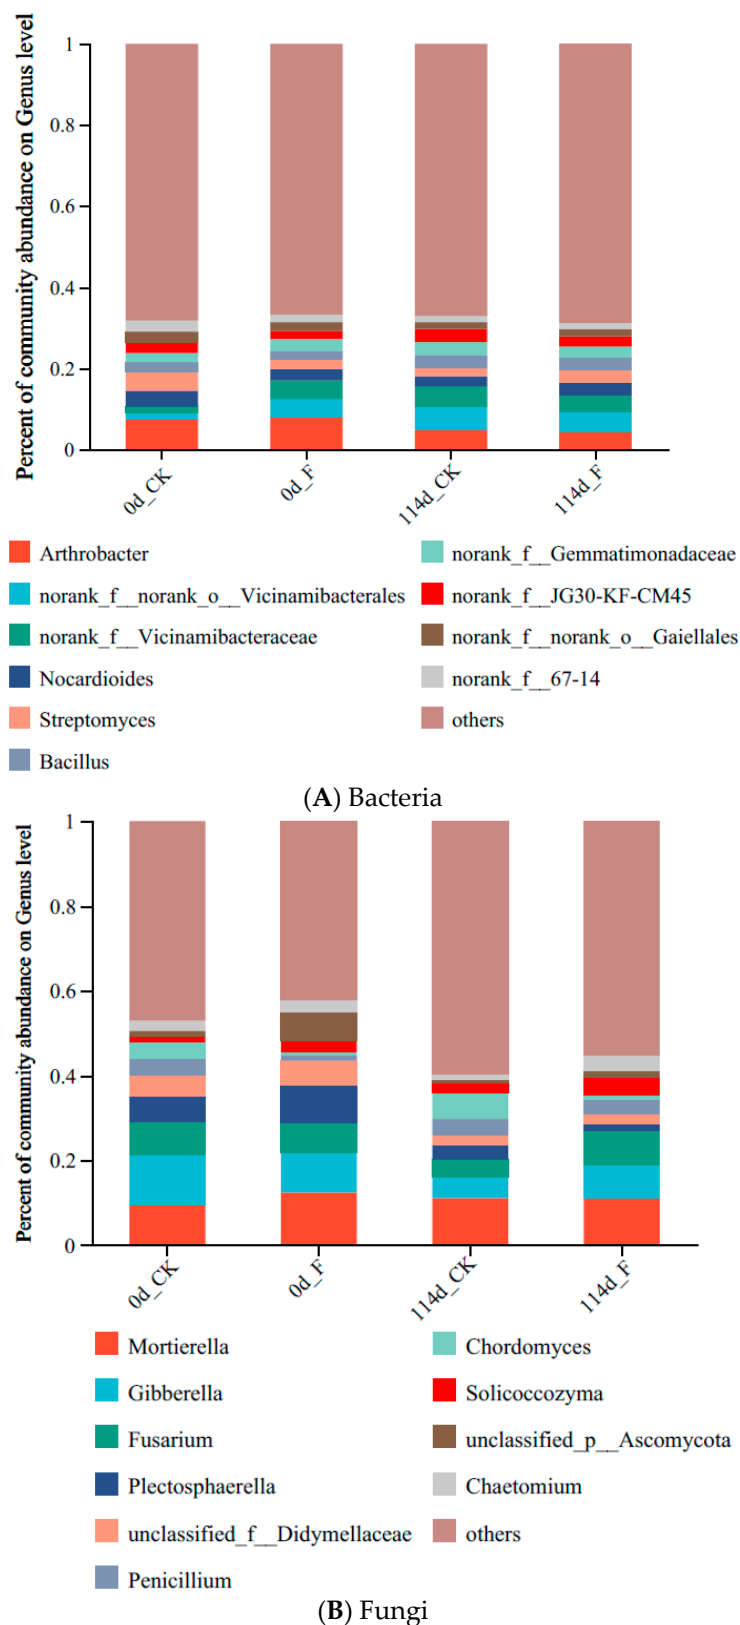 Percent of community abundance on Genus level
1
0.8
0.6
0.4
0.2
0
0d_CK
0d_F
114d_CK
114d_F
Arthrobacter
norank_f__norank_o__Vicinamibacterales
norank_f__Vicinamibacteraceae
Nocardioides
Streptomyces
Bacillus
norank_f__Gemmatimonadaceae
norank_f__JG30-KF-CM45
norank_f__norank_o__Gaiellales
norank_f__67-14
others
(A) Bacteria
Percent of community abundance on Genus level
1
0.8
0.6
0.4
0.2
0
0d_CK
0d_F
114d_CK
114d_F
Mortierella
Gibberella
Fusarium
Plectosphaerella
unclassified_f__Didymellaceae
Penicillium
Chordomyces
Solicoccozyma
unclassified_p__Ascomycota
Chaetomium
others
(B) Fungi